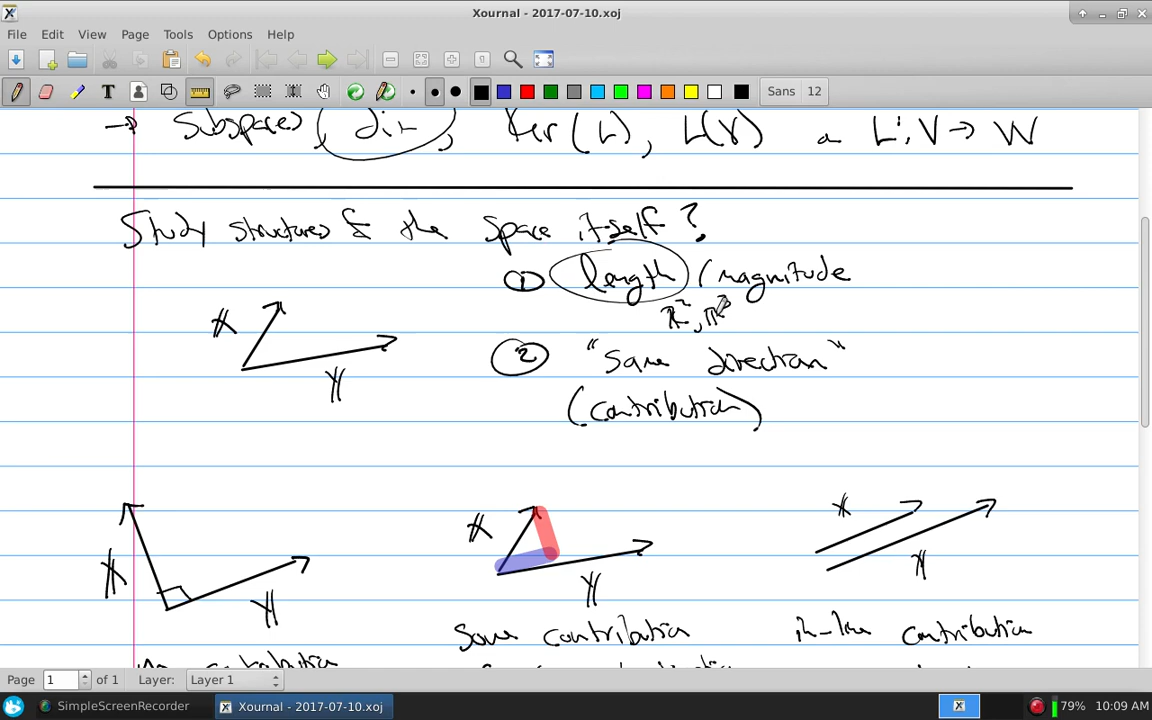 Xournal - 2017-07-10.xoj
File Edit View Page Tools Options Help
Sans 12
→ Subspaces, dim, Ker(L), L(V) L: V → W
Study structures of the space itself?
① length / magnitude
ℝ², ℝ³
② "Same direction"
(contribution)
X
Y
X
Y
X
Y
X
Y
Some contribution
in-line contribution
Page 1 of 1 Layer: Layer 1
SimpleScreenRecorder
Xournal - 2017-07-10.xoj
79% 10:09 AM